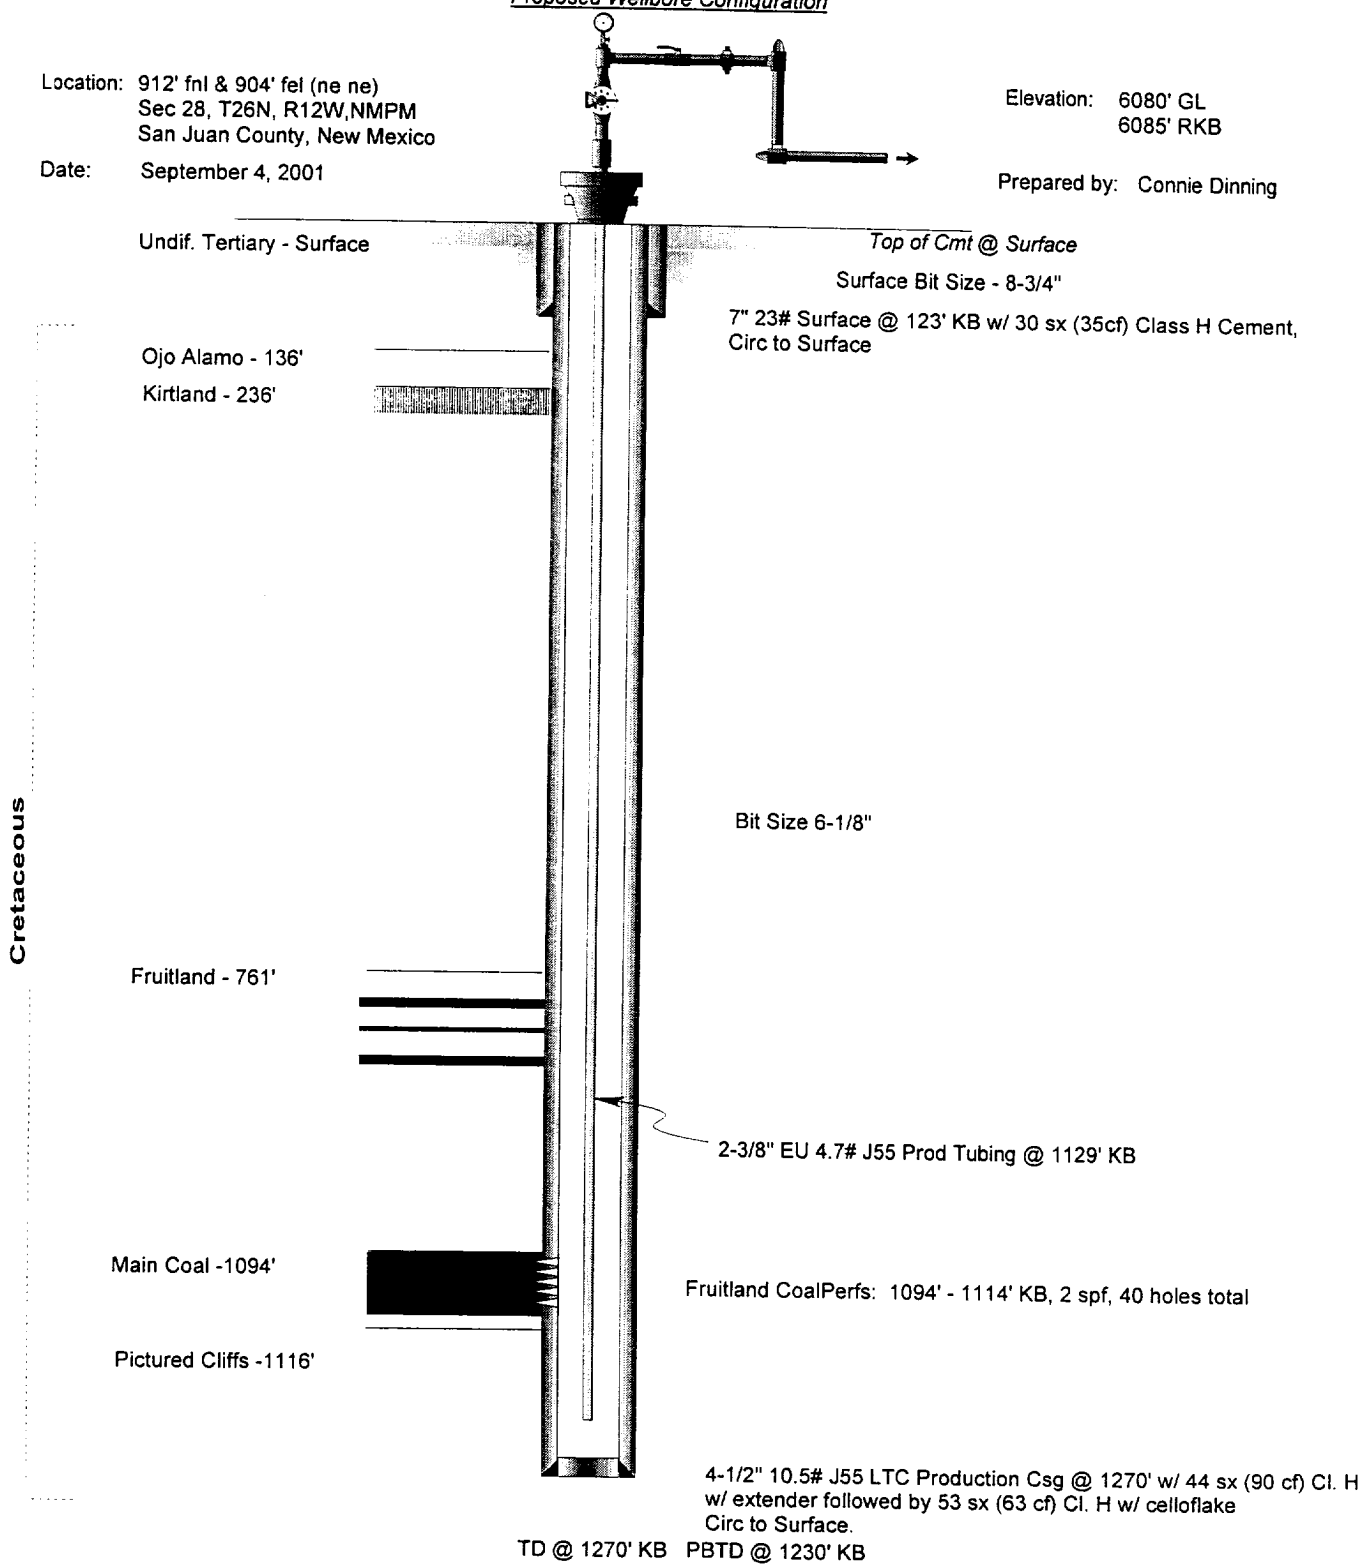 Proposed Wellbore Configuration
Location: 912' fnl & 904' fel (ne ne)
Sec 28, T26N, R12W,NMPM
San Juan County, New Mexico
Date: September 4, 2001
Elevation: 6080' GL
6085' RKB
Prepared by: Connie Dinning
Undif. Tertiary - Surface
Top of Cmt @ Surface
Surface Bit Size - 8-3/4"
7" 23# Surface @ 123' KB w/ 30 sx (35cf) Class H Cement,
Circ to Surface
Ojo Alamo - 136'
Kirtland - 236'
Bit Size 6-1/8"
Cretaceous
Fruitland - 761'
2-3/8" EU 4.7# J55 Prod Tubing @ 1129' KB
Main Coal -1094'
Fruitland CoalPerfs: 1094' - 1114' KB, 2 spf, 40 holes total
Pictured Cliffs -1116'
4-1/2" 10.5# J55 LTC Production Csg @ 1270' w/ 44 sx (90 cf) Cl. H
w/ extender followed by 53 sx (63 cf) Cl. H w/ celloflake
Circ to Surface.
TD @ 1270' KB PBTD @ 1230' KB